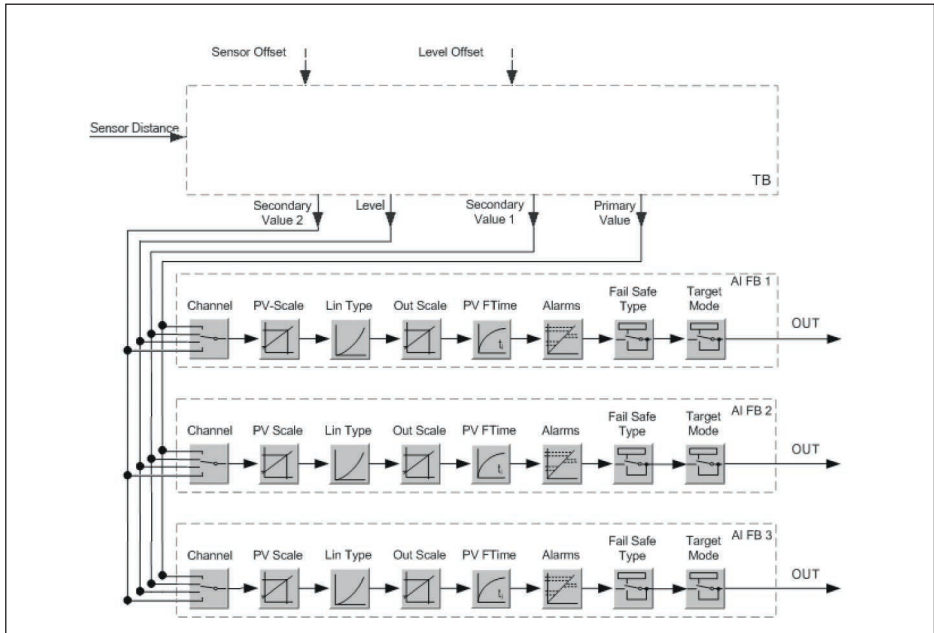 Sensor Offset
Level Offset
Sensor Distance
TB
Secondary
Value 2
Level
Secondary
Value 1
Primary
Value
AI FB 1
Channel
PV-Scale
Lin Type
Out Scale
PV FTime
Alarms
Fail Safe
Type
Target
Mode
OUT
AI FB 2
Channel
PV Scale
Lin Type
Out Scale
PV FTime
Alarms
Fail Safe
Type
Target
Mode
OUT
AI FB 3
Channel
PV Scale
Lin Type
Out Scale
PV FTime
Alarms
Fail Safe
Type
Target
Mode
OUT